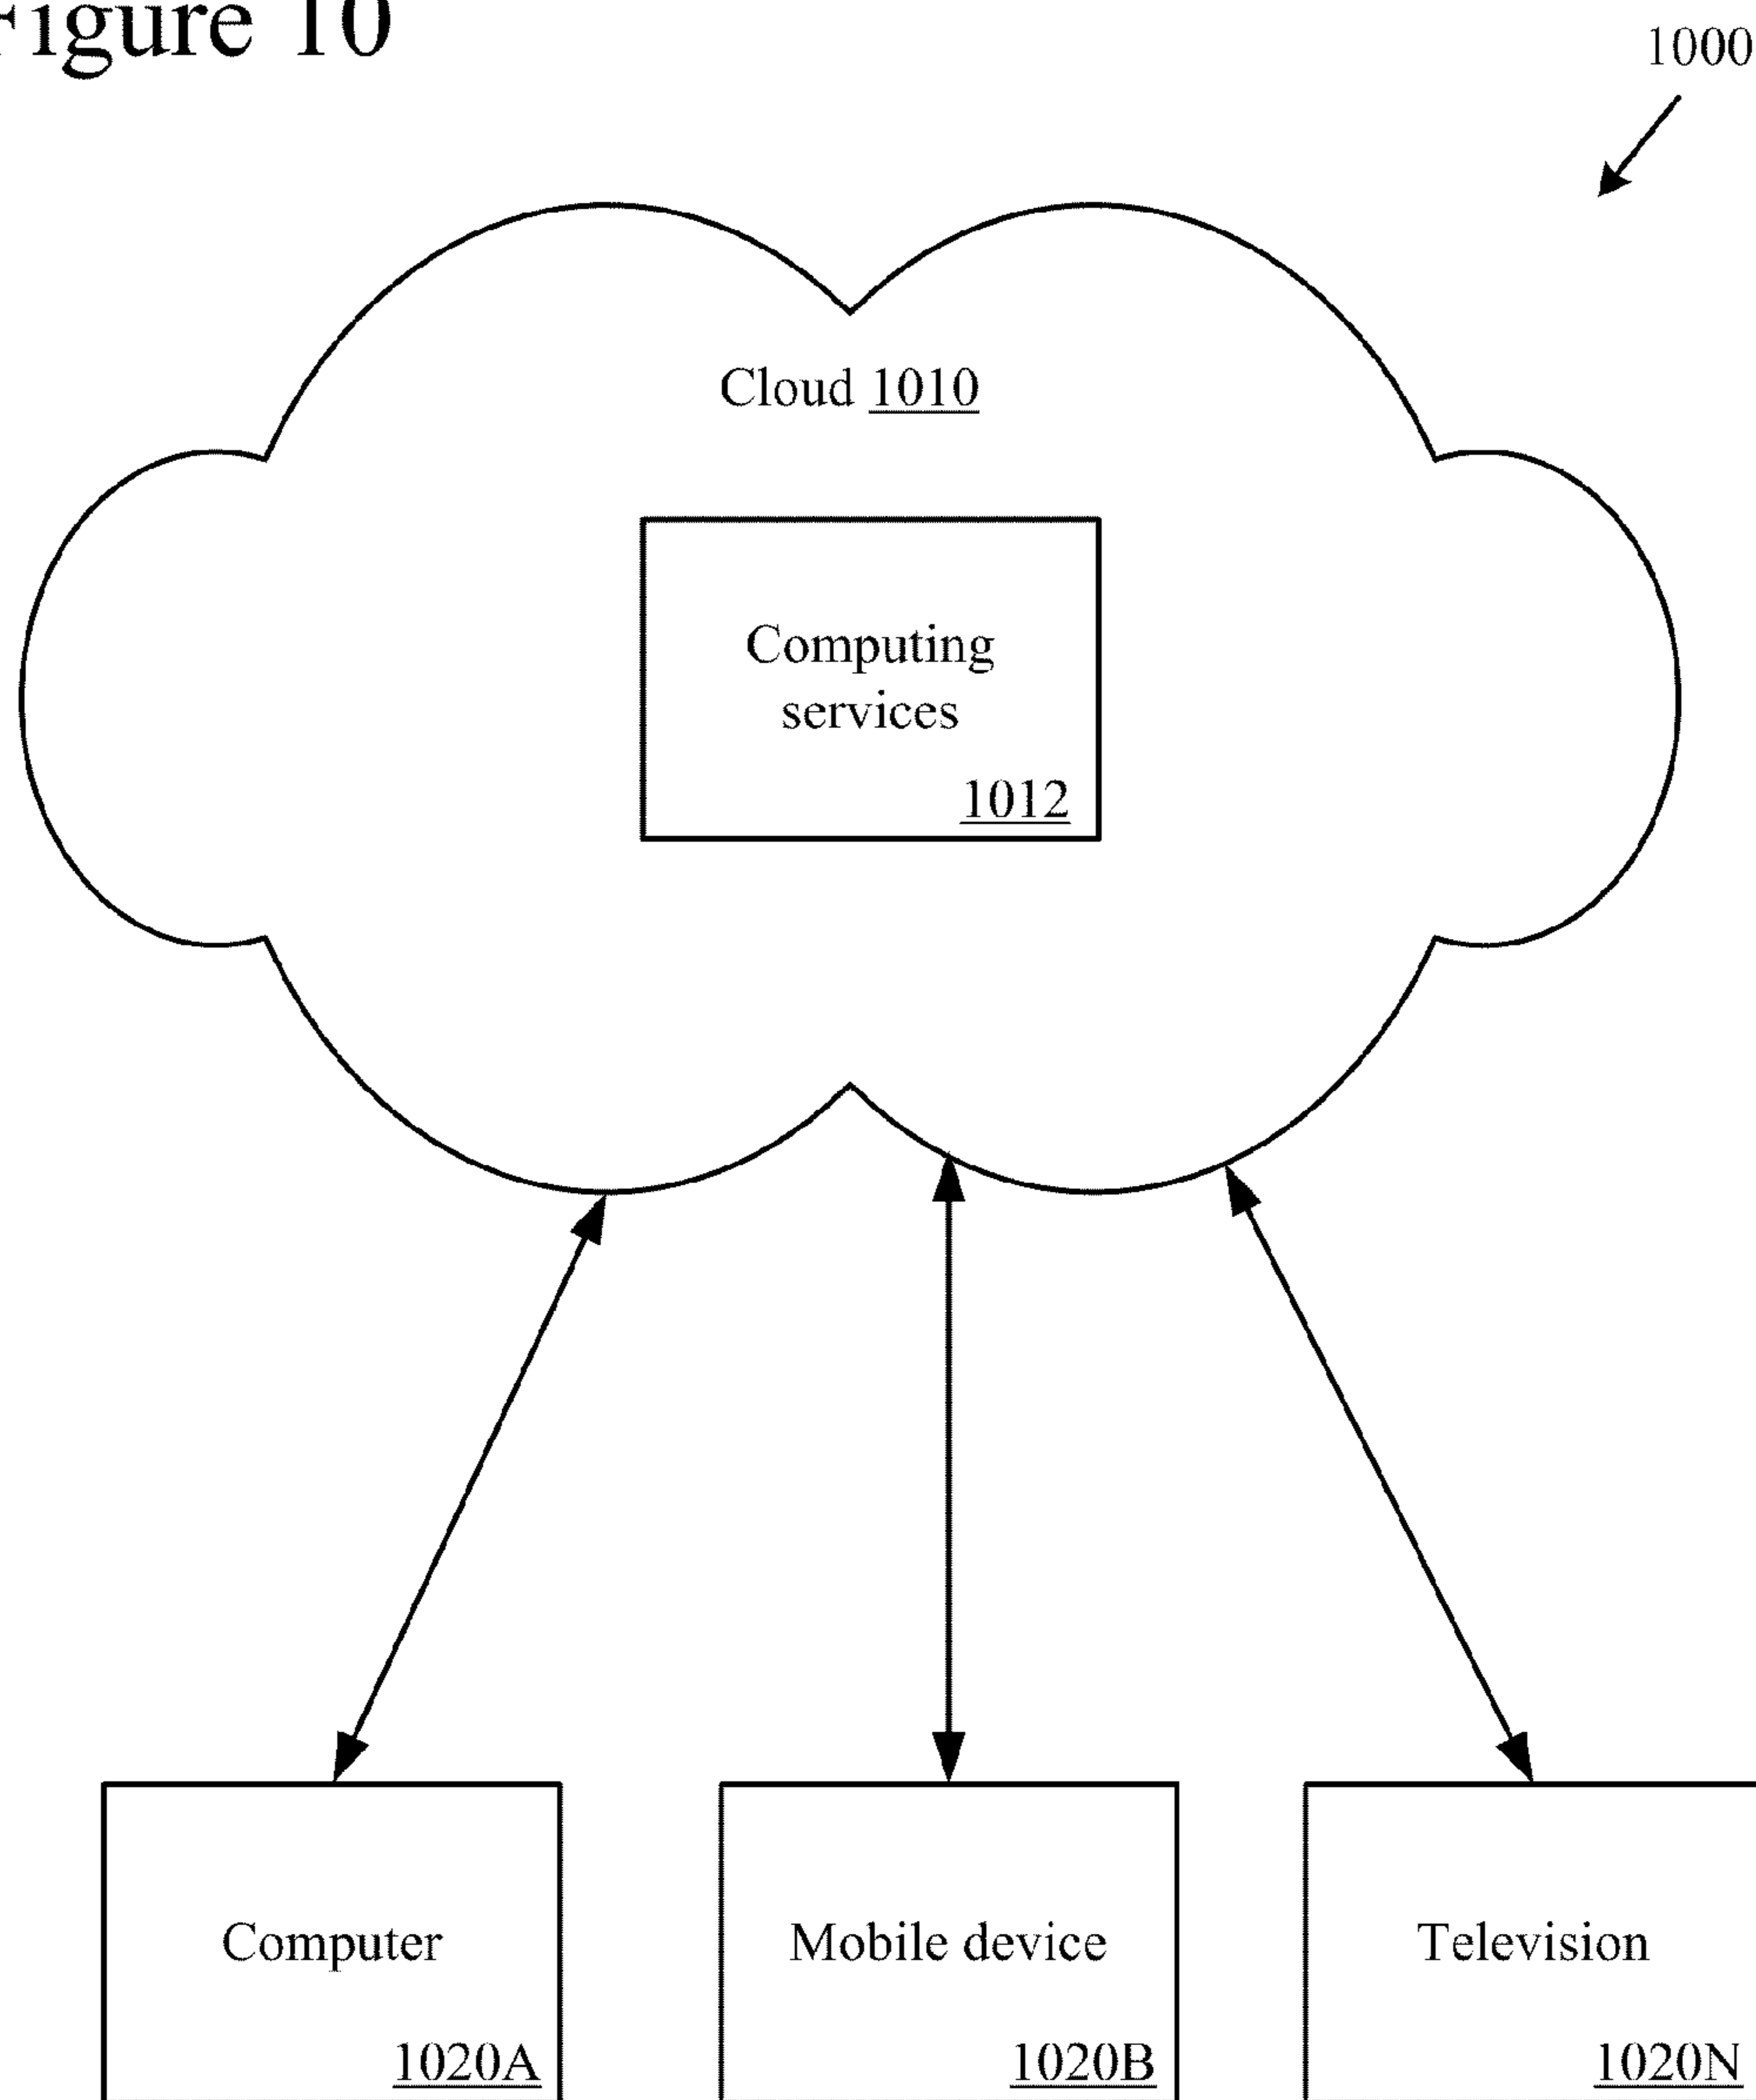 Figure 10
1000
Cloud 1010
Computing
services
1012
Computer
Mobile device
Television
1020A
1020B
1020N